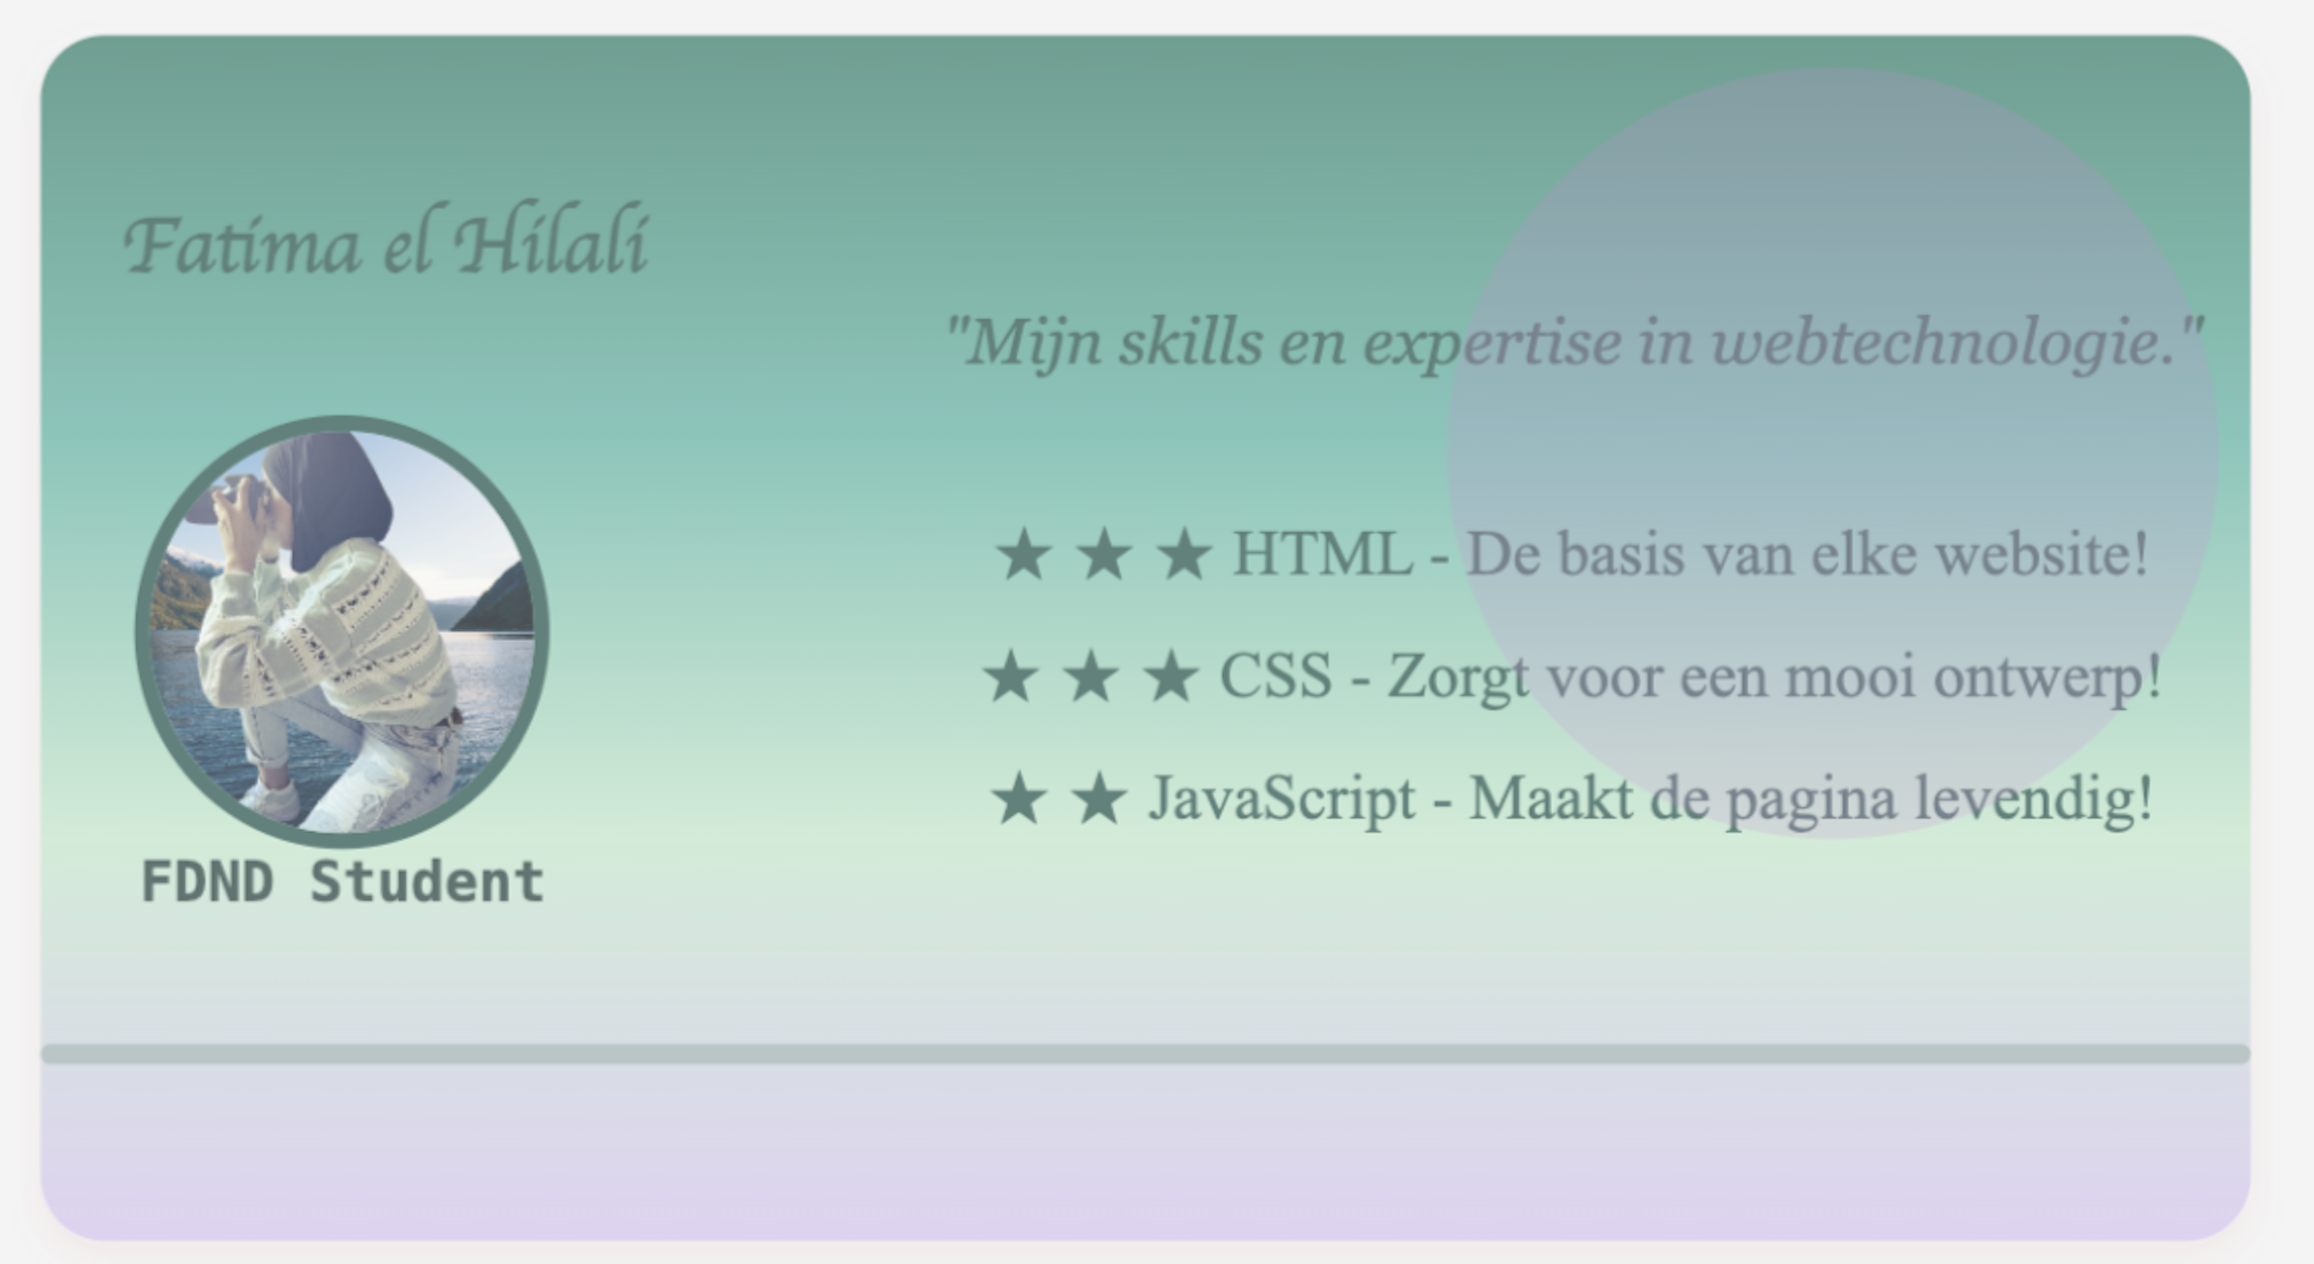 Fatima el Hilali
"Mijn skills en expertise in webtechnologie."
★ ★ ★ HTML - De basis van elke website!
★ ★ ★ CSS - Zorgt voor een mooi ontwerp!
★ ★ JavaScript - Maakt de pagina levendig!
FDND Student